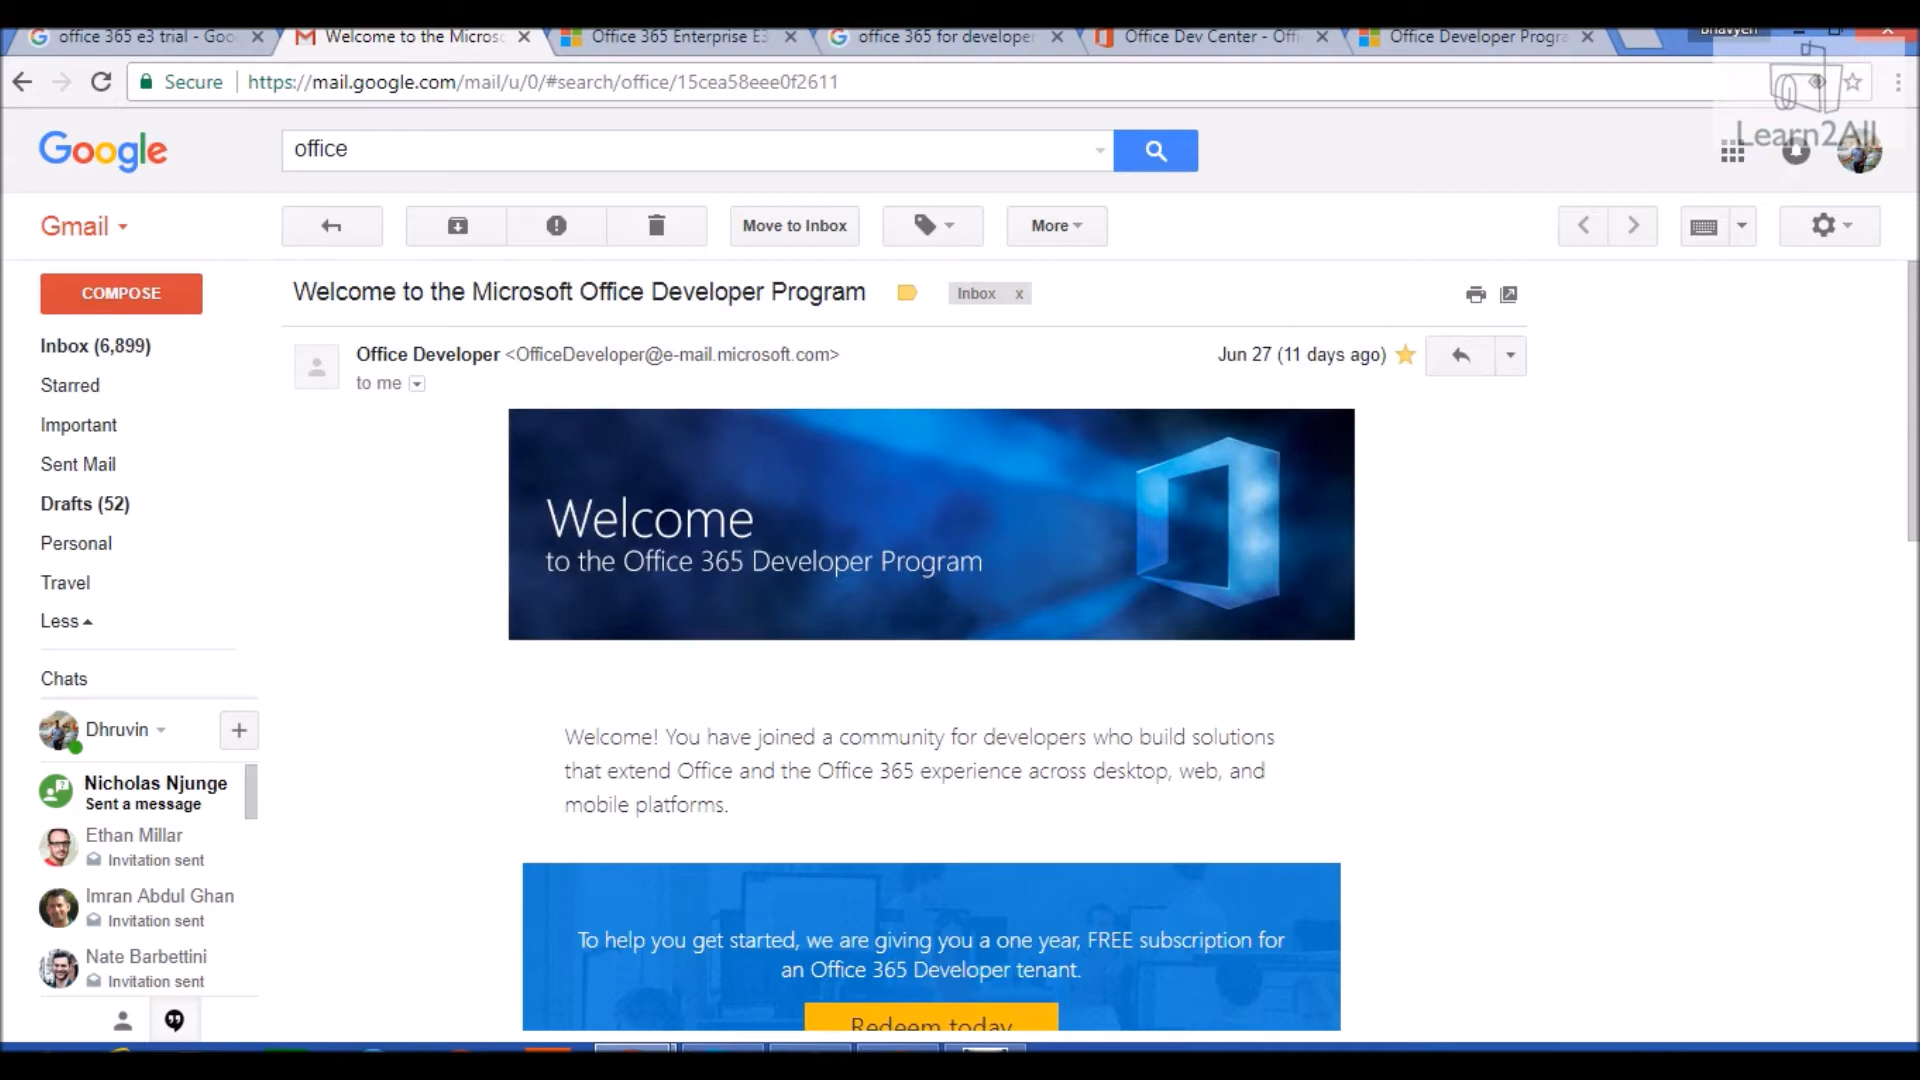 office 365 e3 trial - Goo
Welcome to the Micros
Office 365 Enterprise E3
office 365 for developer
Office Dev Center - Offi
Office Developer Progra
Bhavyen
Secure
https://mail.google.com/mail/u/0/#search/office/15cea58eee0f2611
Learn2All
Google
office
Gmail
Move to Inbox
More
COMPOSE
Welcome to the Microsoft Office Developer Program
Inbox x
Inbox (6,899)
Office Developer <OfficeDeveloper@e-mail.microsoft.com>
Jun 27 (11 days ago)
to me
Starred
Important
Sent Mail
Drafts (52)
Personal
Travel
Less
Welcome
to the Office 365 Developer Program
Chats
Dhruvin
Nicholas Njunge
Sent a message
Ethan Millar
Invitation sent
Imran Abdul Ghan
Invitation sent
Nate Barbettini
Invitation sent
Welcome! You have joined a community for developers who build solutions
that extend Office and the Office 365 experience across desktop, web, and
mobile platforms.
To help you get started, we are giving you a one year, FREE subscription for
an Office 365 Developer tenant.
Redeem today